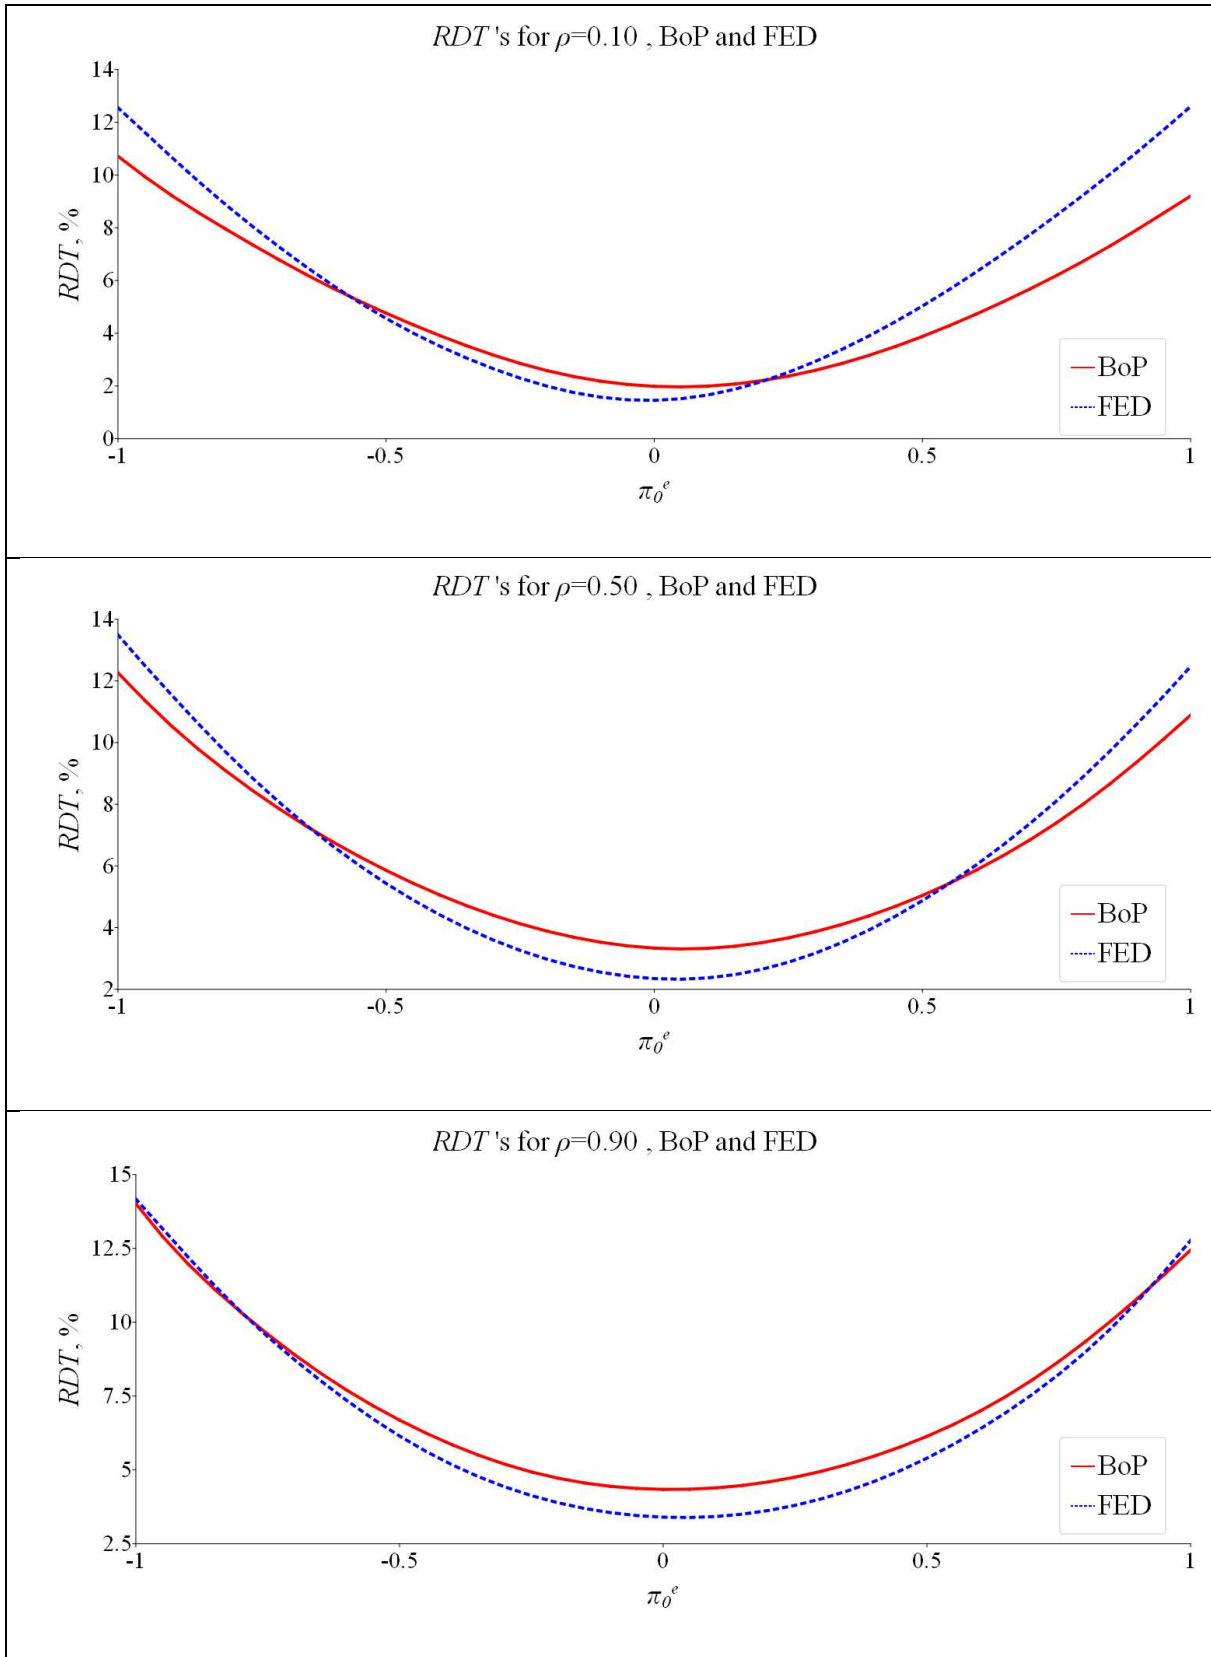 RDT 's for ρ=0.10 , BoP and FED
14
12
10
8
6
4
2
0
RDT, %
-1
-0.5
0
0.5
1
π₀ᵉ
BoP
FED
RDT 's for ρ=0.50 , BoP and FED
14
12
10
8
6
4
2
RDT, %
-1
-0.5
0
0.5
1
π₀ᵉ
BoP
FED
RDT 's for ρ=0.90 , BoP and FED
15
12.5
10
7.5
5
2.5
RDT, %
-1
-0.5
0
0.5
1
π₀ᵉ
BoP
FED